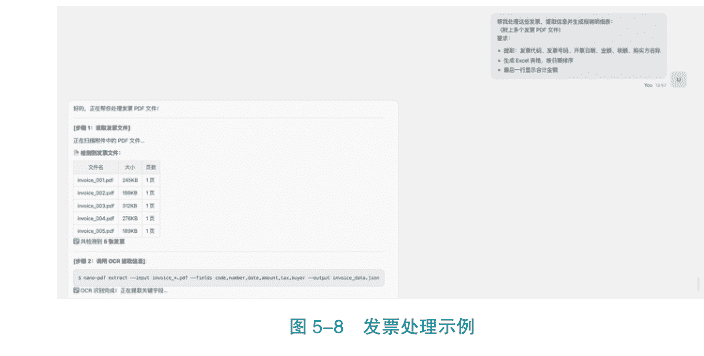 帮我处理这些发票，提取信息并生成报销明细表：
（附上多个发票 PDF 文件）
要求：
• 提取：发票代码、发票号码、开票日期、金额、税额、购买方名称
• 生成 Excel 表格，按日期排序
• 最后一行显示合计金额
You
U
好的，正在帮你处理发票 PDF 文件！
[步骤 1：读取发票文件]
正在扫描附件中的 PDF 文件...
检测到发票文件：
文件名 大小 页数
invoice_001.pdf 245KB 1 页
invoice_002.pdf 189KB 1 页
invoice_003.pdf 312KB 1 页
invoice_004.pdf 278KB 1 页
invoice_005.pdf 199KB 1 页
共检测到 5 张发票
[步骤 2：调用 OCR 提取信息]
$ nano-pdf extract --input invoice_*.pdf --fields code,number,date,amount,tax,buyer --output invoice_data.json
OCR 识别完成！正在提取关键字段...
图 5-8 发票处理示例